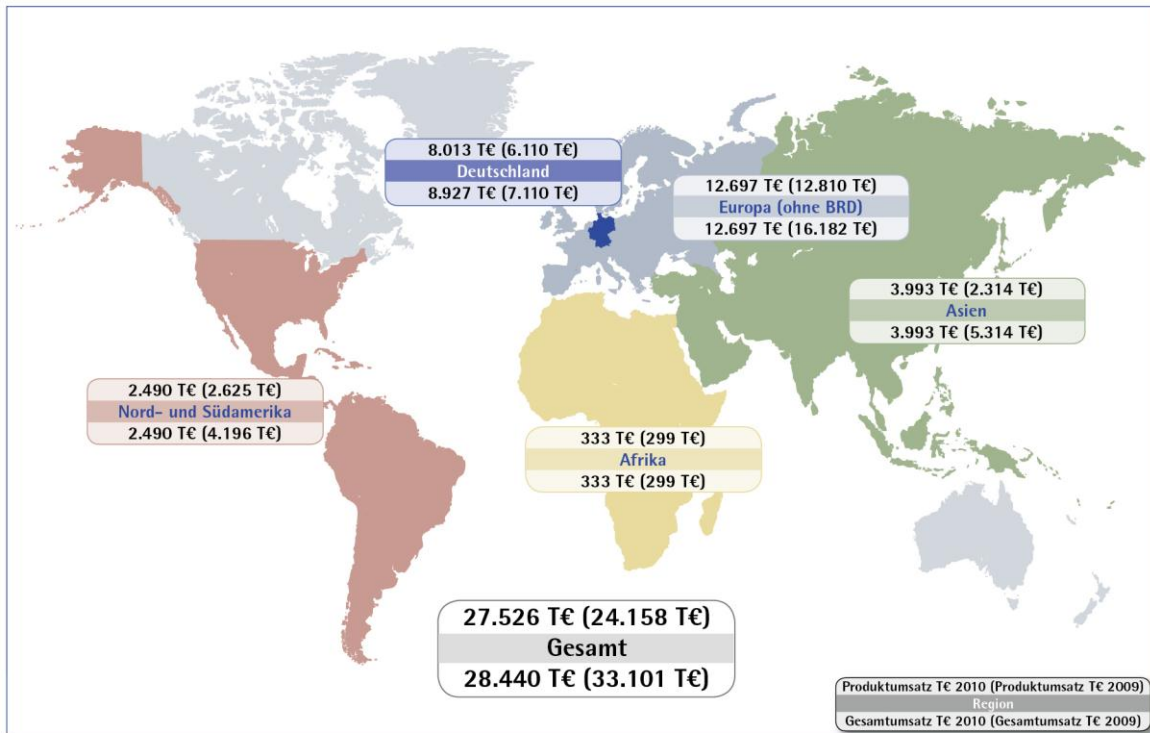 8.013 T€ (6.110 T€)
Deutschland
8.927 T€ (7.110 T€)
12.697 T€ (12.810 T€)
Europa (ohne BRD)
12.697 T€ (16.182 T€)
3.993 T€ (2.314 T€)
Asien
3.993 T€ (5.314 T€)
2.490 T€ (2.625 T€)
Nord- und Südamerika
2.490 T€ (4.196 T€)
333 T€ (299 T€)
Afrika
333 T€ (299 T€)
27.526 T€ (24.158 T€)
Gesamt
28.440 T€ (33.101 T€)
Produktumsatz T€ 2010 (Produktumsatz T€ 2009)
Region
Gesamtumsatz T€ 2010 (Gesamtumsatz T€ 2009)